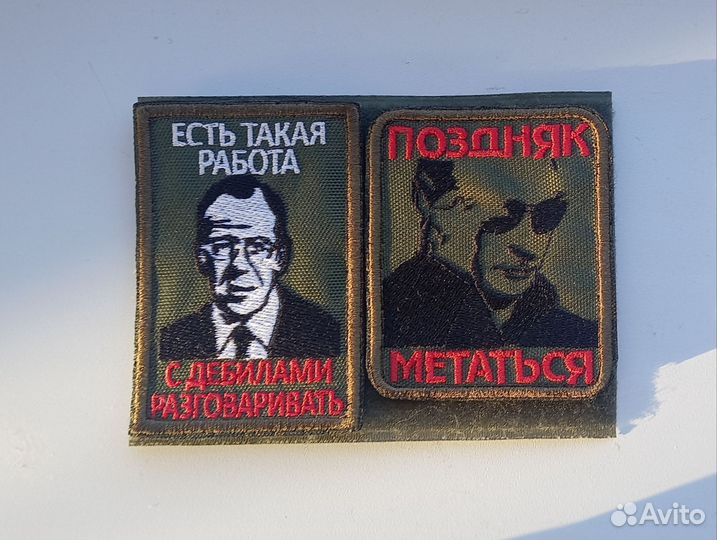 ЕСТЬ ТАКАЯ
РАБОТА
С ДЕБИЛАМИ
РАЗГОВАРИВАТЬ
ПОЗДНЯК
МЕТАТЬСЯ
Avito